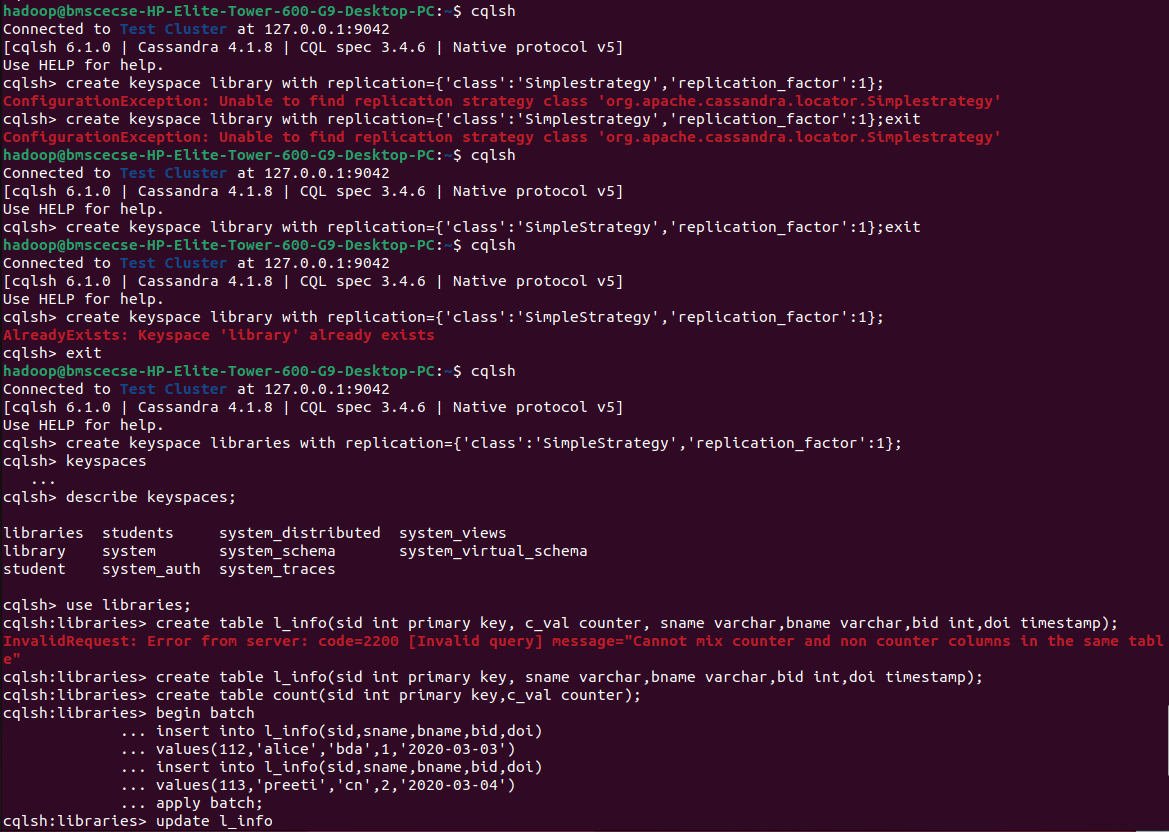 hadoop@bmscecse-HP-Elite-Tower-600-G9-Desktop-PC:~$ cqlsh
Connected to Test Cluster at 127.0.0.1:9042
[cqlsh 6.1.0 | Cassandra 4.1.8 | CQL spec 3.4.6 | Native protocol v5]
Use HELP for help.
cqlsh> create keyspace library with replication={'class':'Simplestrategy','replication_factor':1};
ConfigurationException: Unable to find replication strategy class 'org.apache.cassandra.locator.Simplestrategy'
cqlsh> create keyspace library with replication={'class':'Simplestrategy','replication_factor':1};exit
ConfigurationException: Unable to find replication strategy class 'org.apache.cassandra.locator.Simplestrategy'
hadoop@bmscecse-HP-Elite-Tower-600-G9-Desktop-PC:~$ cqlsh
Connected to Test Cluster at 127.0.0.1:9042
[cqlsh 6.1.0 | Cassandra 4.1.8 | CQL spec 3.4.6 | Native protocol v5]
Use HELP for help.
cqlsh> create keyspace library with replication={'class':'SimpleStrategy','replication_factor':1};exit
hadoop@bmscecse-HP-Elite-Tower-600-G9-Desktop-PC:~$ cqlsh
Connected to Test Cluster at 127.0.0.1:9042
[cqlsh 6.1.0 | Cassandra 4.1.8 | CQL spec 3.4.6 | Native protocol v5]
Use HELP for help.
cqlsh> create keyspace library with replication={'class':'SimpleStrategy','replication_factor':1};
AlreadyExists: Keyspace 'library' already exists
cqlsh> exit
hadoop@bmscecse-HP-Elite-Tower-600-G9-Desktop-PC:~$ cqlsh
Connected to Test Cluster at 127.0.0.1:9042
[cqlsh 6.1.0 | Cassandra 4.1.8 | CQL spec 3.4.6 | Native protocol v5]
Use HELP for help.
cqlsh> create keyspace libraries with replication={'class':'SimpleStrategy','replication_factor':1};
cqlsh> keyspaces
   ...
cqlsh> describe keyspaces;

libraries  students     system_distributed  system_views
library    system       system_schema       system_virtual_schema
student    system_auth  system_traces

cqlsh> use libraries;
cqlsh:libraries> create table l_info(sid int primary key, c_val counter, sname varchar,bname varchar,bid int,doi timestamp);
InvalidRequest: Error from server: code=2200 [Invalid query] message="Cannot mix counter and non counter columns in the same tabl
e"
cqlsh:libraries> create table l_info(sid int primary key, sname varchar,bname varchar,bid int,doi timestamp);
cqlsh:libraries> create table count(sid int primary key,c_val counter);
cqlsh:libraries> begin batch
             ... insert into l_info(sid,sname,bname,bid,doi)
             ... values(112,'alice','bda',1,'2020-03-03')
             ... insert into l_info(sid,sname,bname,bid,doi)
             ... values(113,'preeti','cn',2,'2020-03-04')
             ... apply batch;
cqlsh:libraries> update l_info